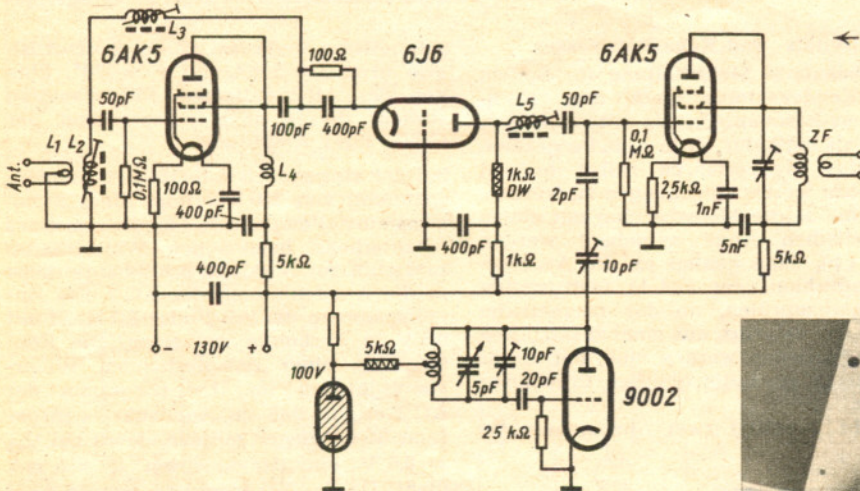 L₃
6AK5
100Ω
6J6
6AK5
50pF
L₅
50pF
100pF
400pF
L₁ L₂
Ant.
0,1MΩ
100Ω
L₄
400pF
1kΩ
DW
2pF
0,1
MΩ
2,5kΩ
1nF
ZF
5kΩ
400pF
1kΩ
10pF
5nF
5kΩ
400pF
- 130V +
100V
5kΩ
5pF
10pF
20pF
25 kΩ
9002